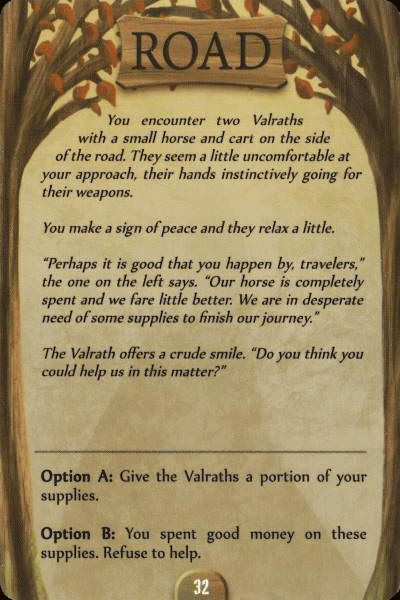 ROAD
You encounter two Valraths
with a small horse and cart on the side
of the road. They seem a little uncomfortable at
your approach, their hands instinctively going for
their weapons.
You make a sign of peace and they relax a little.
“Perhaps it is good that you happen by, travelers,”
the one on the left says. “Our horse is completely
spent and we fare little better. We are in desperate
need of some supplies to finish our journey.”
The Valrath offers a crude smile. “Do you think you
could help us in this matter?”
Option A: Give the Valraths a portion of your
supplies.
Option B: You spent good money on these
supplies. Refuse to help.
32